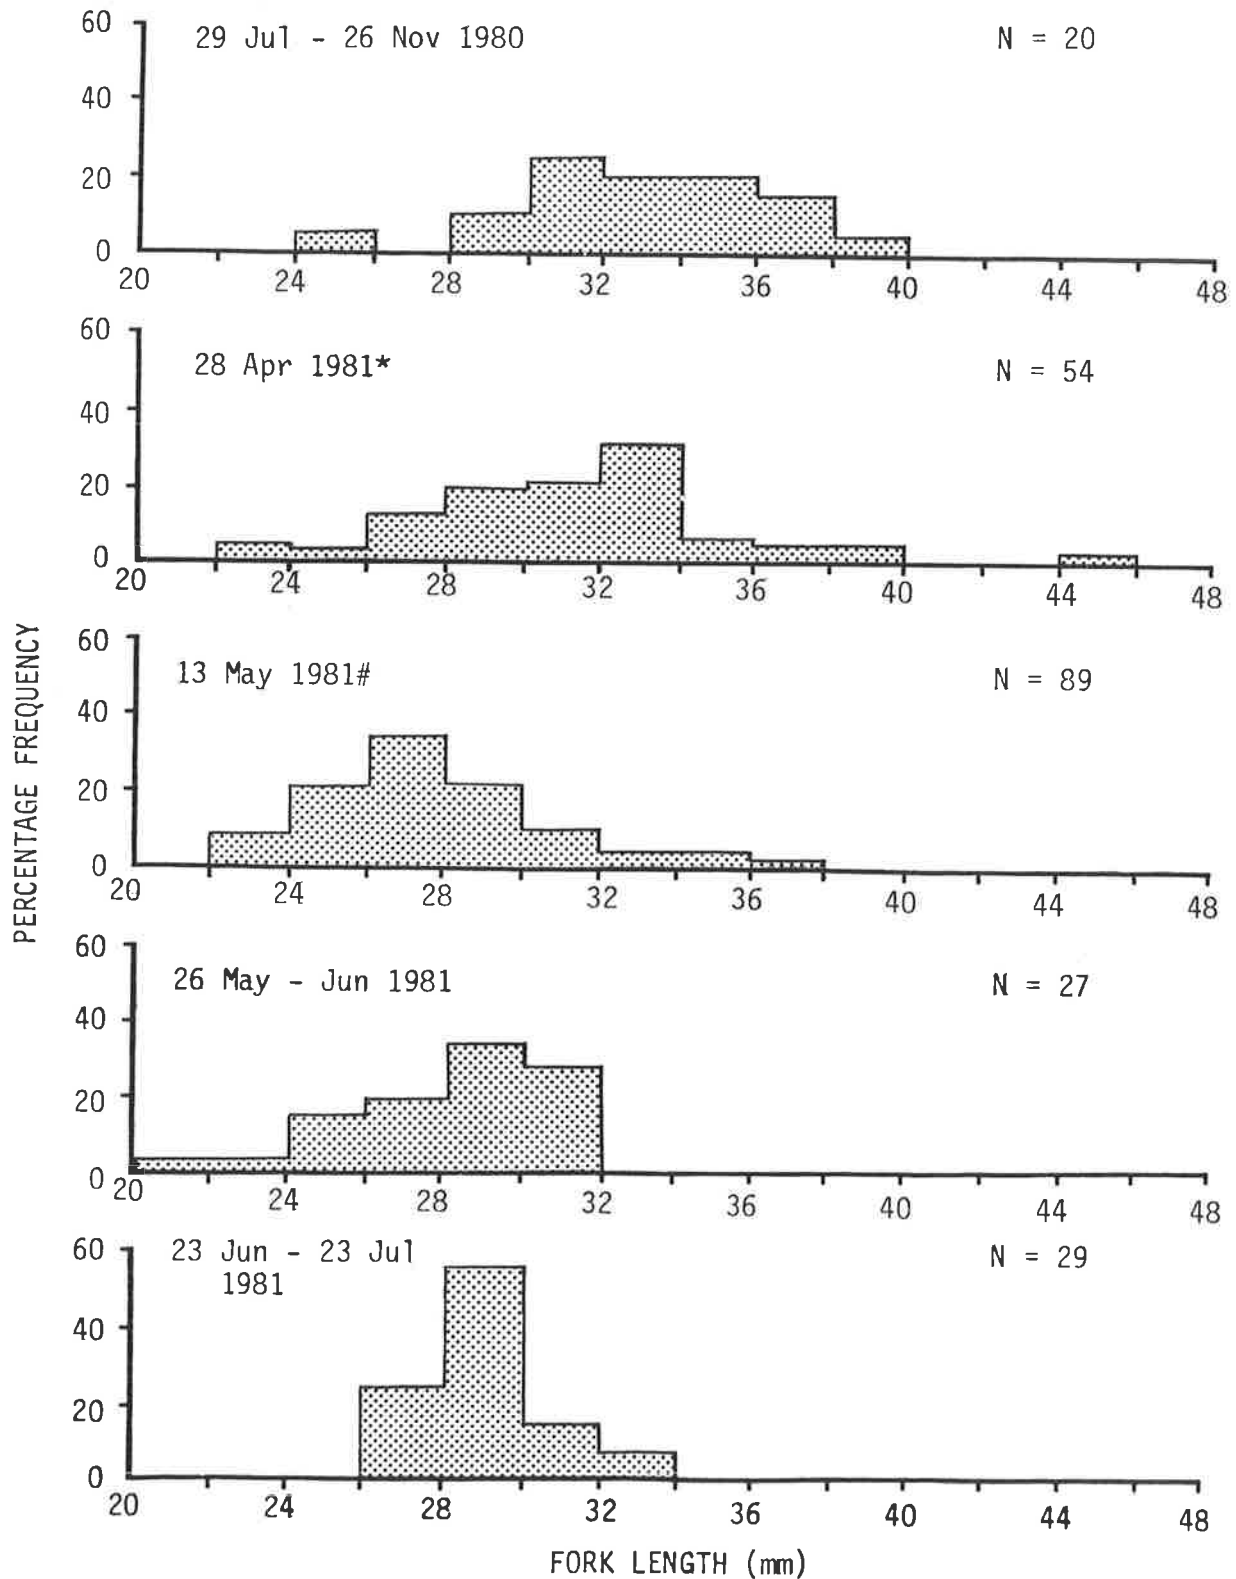 60
29 Jul - 26 Nov 1980
N = 20
40
20
0
20 24 28 32 36 40 44 48
60
28 Apr 1981*
N = 54
40
20
0
20 24 28 32 36 40 44 48
PERCENTAGE FREQUENCY
60
13 May 1981#
N = 89
40
20
0
20 24 28 32 36 40 44 48
60
26 May - Jun 1981
N = 27
40
20
0
20 24 28 32 36 40 44 48
60
23 Jun - 23 Jul
1981
N = 29
40
20
0
20 24 28 32 36 40 44 48
FORK LENGTH (mm)